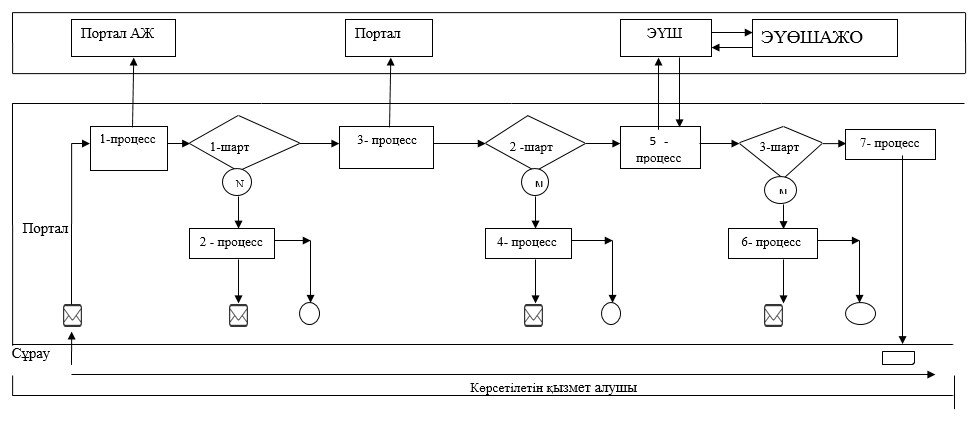 Портал АЖ
Портал
ЭҮШ
ЭҮӨШАЖО
1-процесс
1-шарт
3- процесс
2 -шарт
5 -
процесс
3-шарт
7- процесс
N
Портал
2 - процесс
4- процесс
6- процесс
Сұрау
Көрсетілетін қызмет алушы